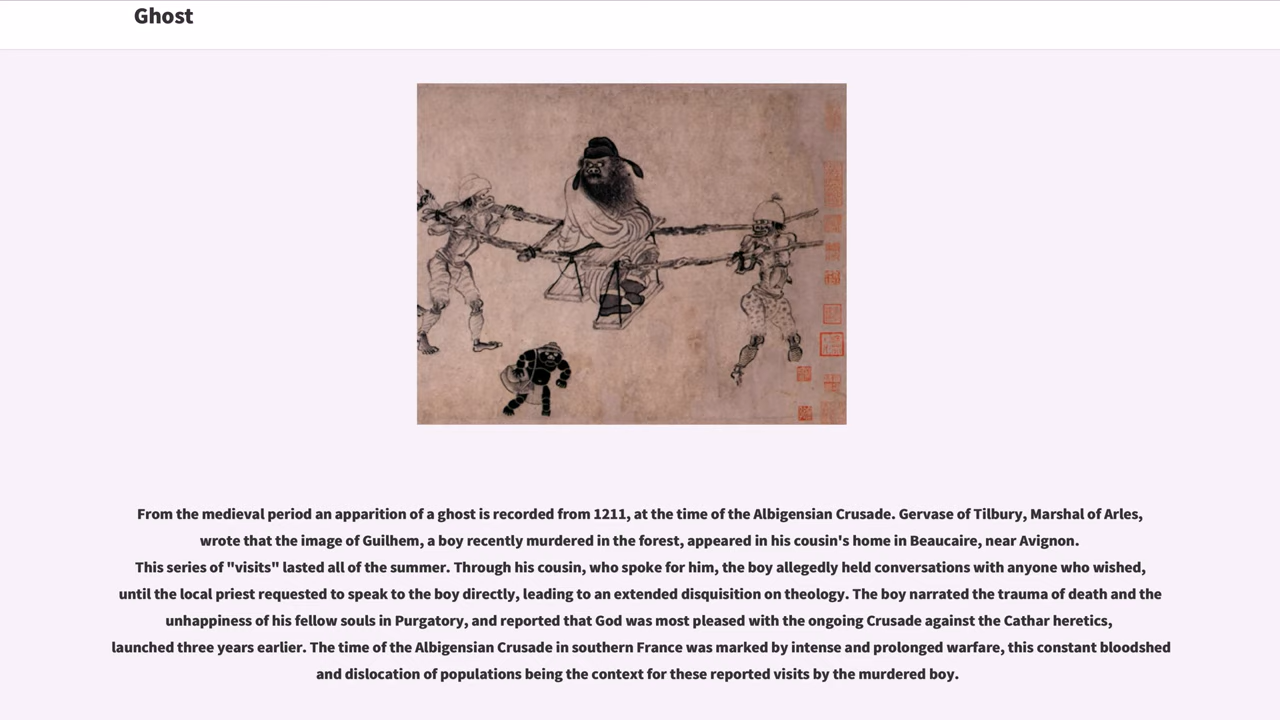 Ghost
From the medieval period an apparition of a ghost is recorded from 1211, at the time of the Albigensian Crusade. Gervase of Tilbury, Marshal of Arles,
wrote that the image of Guilhem, a boy recently murdered in the forest, appeared in his cousin's home in Beaucaire, near Avignon.
This series of "visits" lasted all of the summer. Through his cousin, who spoke for him, the boy allegedly held conversations with anyone who wished,
until the local priest requested to speak to the boy directly, leading to an extended disquisition on theology. The boy narrated the trauma of death and the
unhappiness of his fellow souls in Purgatory, and reported that God was most pleased with the ongoing Crusade against the Cathar heretics,
launched three years earlier. The time of the Albigensian Crusade in southern France was marked by intense and prolonged warfare, this constant bloodshed
and dislocation of populations being the context for these reported visits by the murdered boy.